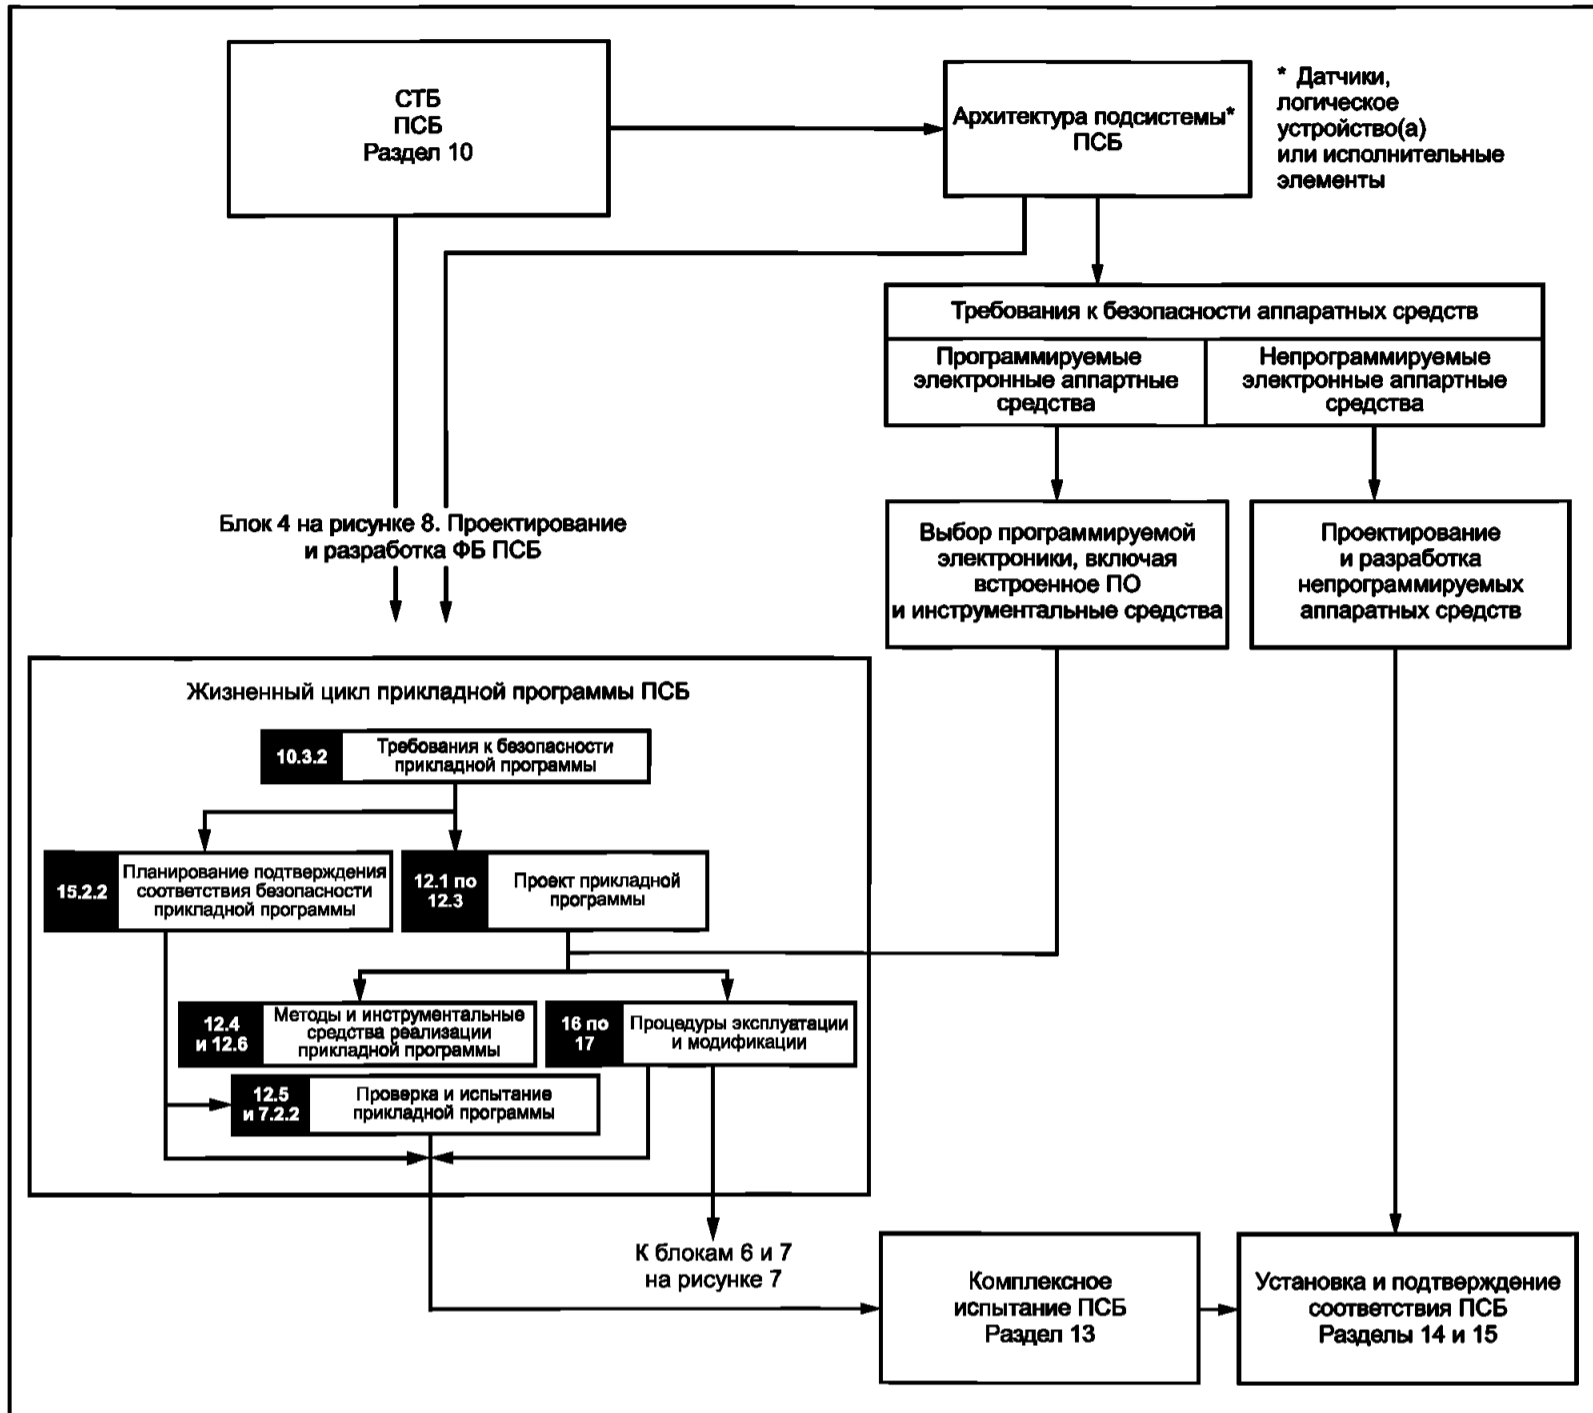 СТБ
ПСБ
Раздел 10
Архитектура подсистемы*
ПСБ
* Датчики,
логическое
устройство(а)
или исполнительные
элементы
Требования к безопасности аппаратных средств
Программируемые
электронные аппартные
средства
Непрограммируемые
электронные аппартные
средства
Блок 4 на рисунке 8. Проектирование
и разработка ФБ ПСБ
Выбор программируемой
электроники, включая
встроенное ПО
и инструментальные средства
Проектирование
и разработка
непрограммируемых
аппаратных средств
Жизненный цикл прикладной программы ПСБ
10.3.2
Требования к безопасности
прикладной программы
15.2.2
Планирование подтверждения
соответствия безопасности
прикладной программы
12.1 по
12.3
Проект прикладной
программы
12.4
и 12.6
Методы и инструментальные
средства реализации
прикладной программы
16 по
17
Процедуры эксплуатации
и модификации
12.5
и 7.2.2
Проверка и испытание
прикладной программы
К блокам 6 и 7
на рисунке 7
Комплексное
испытание ПСБ
Раздел 13
Установка и подтверждение
соответствия ПСБ
Разделы 14 и 15